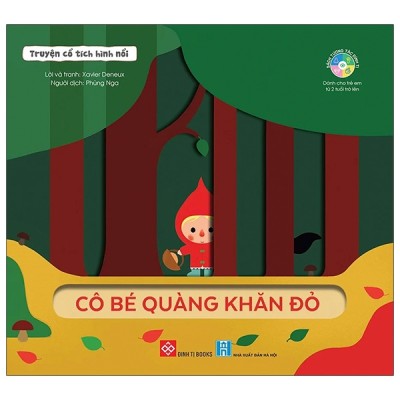 Truyện cổ tích hình nổi
Lời và tranh: Xavier Deneux
Người dịch: Phùng Nga
Dành cho trẻ em
từ 2 tuổi trở lên
CÔ BÉ QUÀNG KHĂN ĐỎ
ĐINH TỊ BOOKS
NHÀ XUẤT BẢN HÀ NỘI